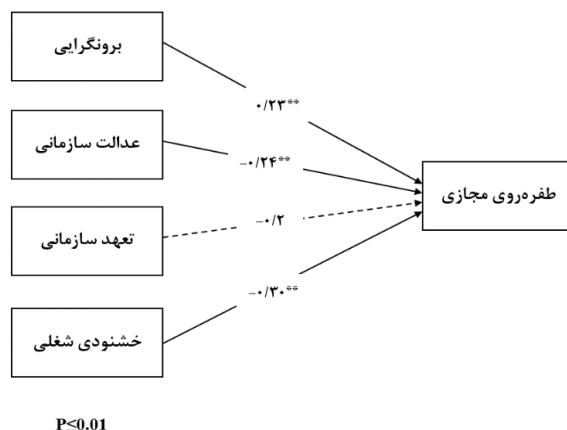 برونگرایی
۰/۲۳**
عدالت سازمانی
-۰/۲۴**
طفره‌روی مجازی
تعهد سازمانی
-۰/۲
خشنودی شغلی
-۰/۳۰**
P≤0.01